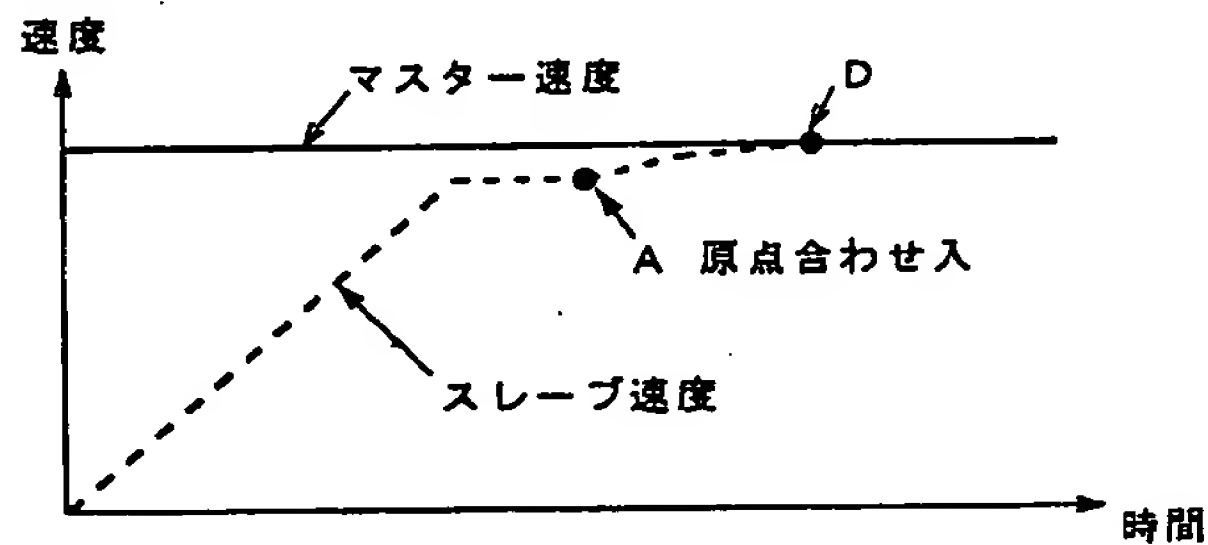 速度
マスター速度
D
A 原点合わせ入
スレーブ速度
時間